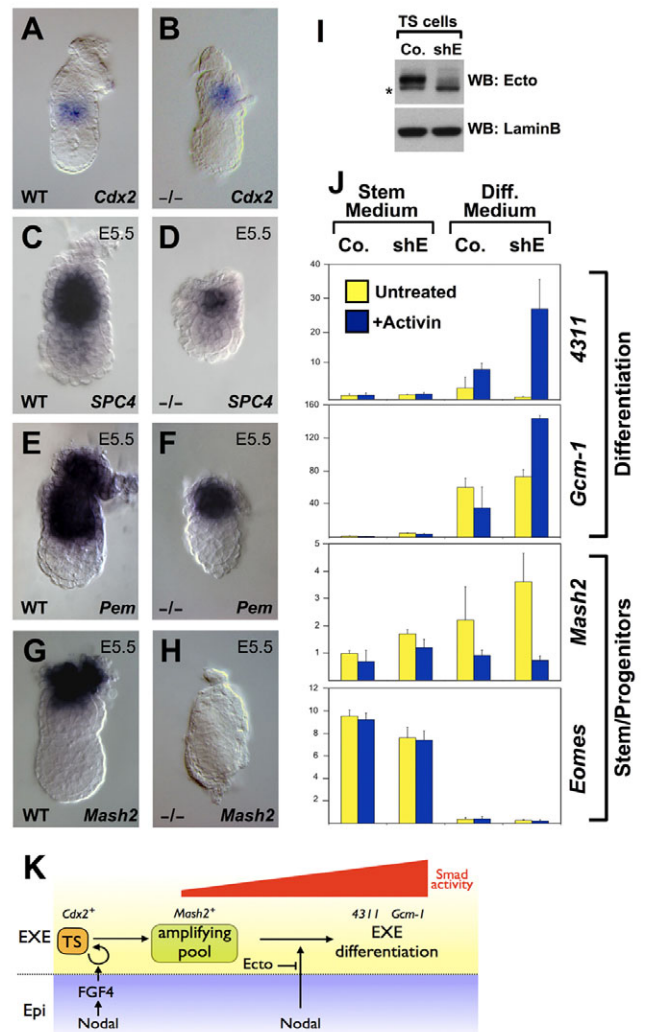 A
WT
Cdx2
B
−/−
Cdx2
C
E5.5
WT
SPC4
D
E5.5
−/−
SPC4
E
E5.5
WT
Pem
F
E5.5
−/−
Pem
G
E5.5
WT
Mash2
H
E5.5
−/−
Mash2
I
TS cells
Co. shE
WB: Ecto
*
WB: LaminB
J
Stem
Medium
Diff.
Medium
Co. shE Co. shE
Untreated
+Activin
40
30
20
10
4311
160
120
80
40
Gcm-1
Differentiation
5
4
3
2
1
Mash2
12
10
8
6
4
2
Eomes
Stem/Progenitors
K
Smad
activity
EXE
Cdx2+
TS
Mash2+
amplifying
pool
4311 Gcm-1
EXE
differentiation
Ecto
Epi
FGF4
Nodal
Nodal